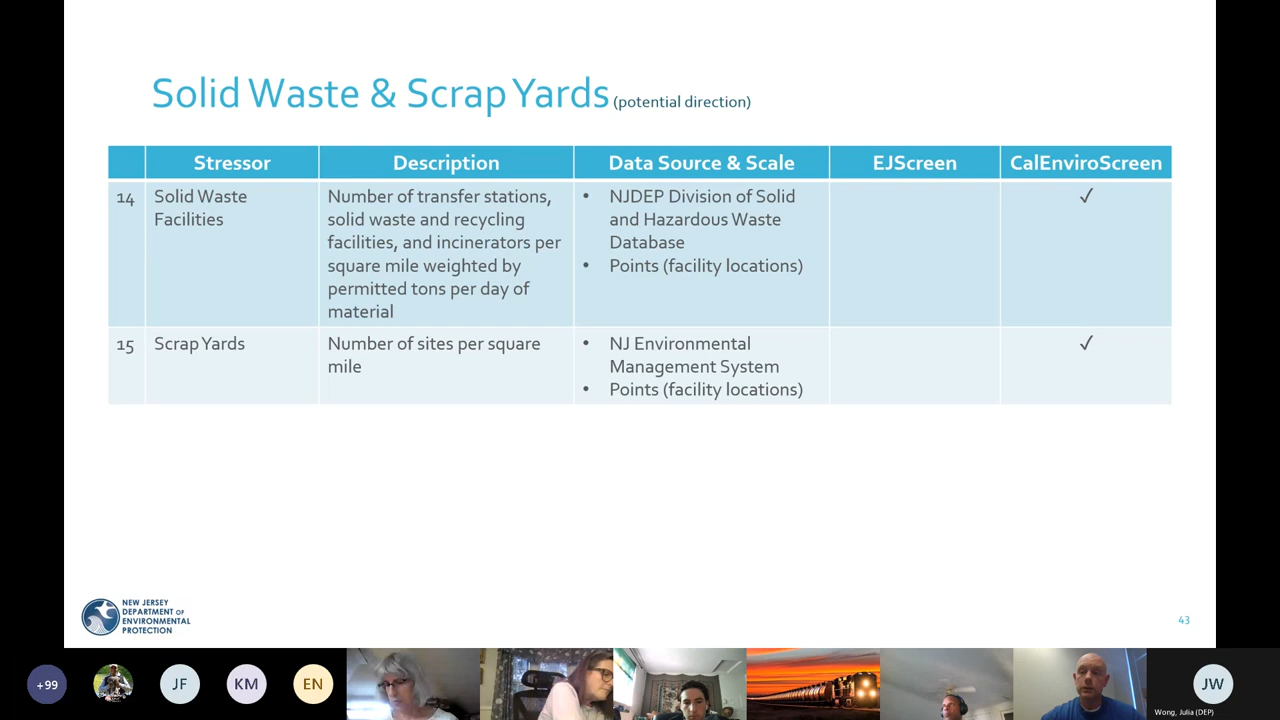 Solid Waste & Scrap Yards (potential direction)
Stressor
Description
Data Source & Scale
EJScreen
CalEnviroScreen
14
Solid Waste
Facilities
Number of transfer stations,
solid waste and recycling
facilities, and incinerators per
square mile weighted by
permitted tons per day of
material
• NJDEP Division of Solid
and Hazardous Waste
Database
• Points (facility locations)
✓
15
Scrap Yards
Number of sites per square
mile
• NJ Environmental
Management System
• Points (facility locations)
✓
NEW JERSEY
DEPARTMENT OF
ENVIRONMENTAL
PROTECTION
43
+99
JF
KM
EN
JW
Wong, Julia (DEP)